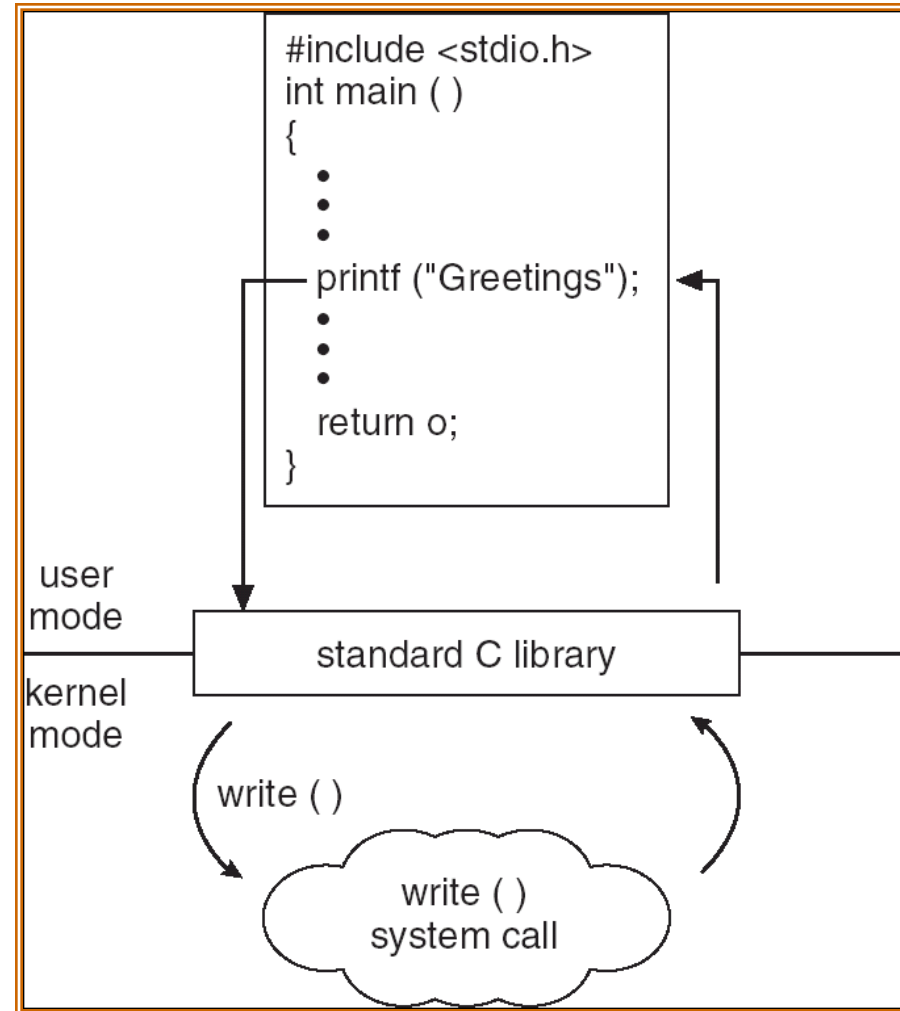 #include <stdio.h>
int main ( )
{
•
•
•
printf ("Greetings");
•
•
•
return o;
}
user
mode
standard C library
kernel
mode
write ( )
write ( )
system call